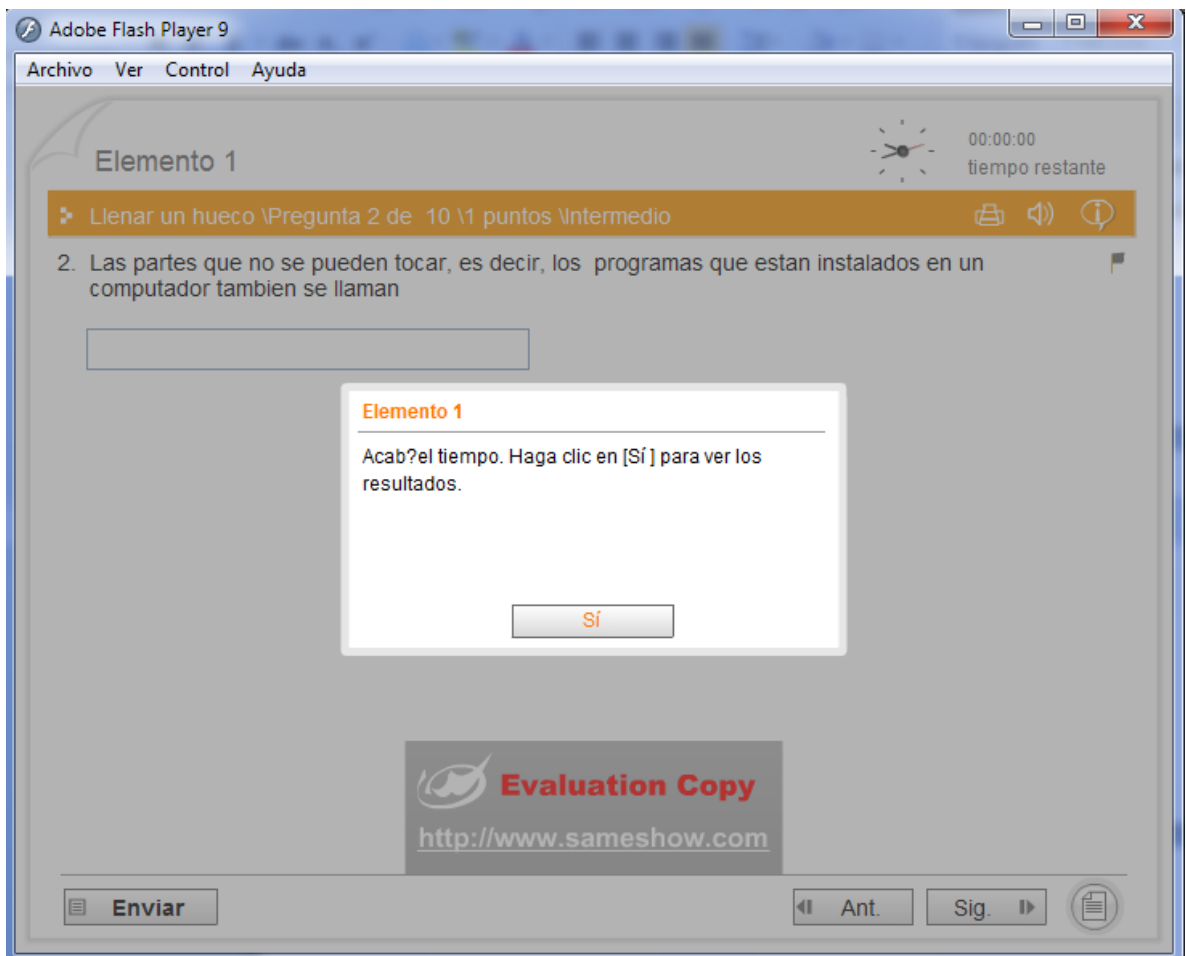 Adobe Flash Player 9
Archivo Ver Control Ayuda
Elemento 1
00:00:00
tiempo restante
Llenar un hueco \Pregunta 2 de 10 \1 puntos \Intermedio
2. Las partes que no se pueden tocar, es decir, los programas que estan instalados en un
computador tambien se llaman
Elemento 1
Acab?el tiempo. Haga clic en [Sí ] para ver los
resultados.
Sí
Evaluation Copy
http://www.sameshow.com
Enviar
Ant.
Sig.